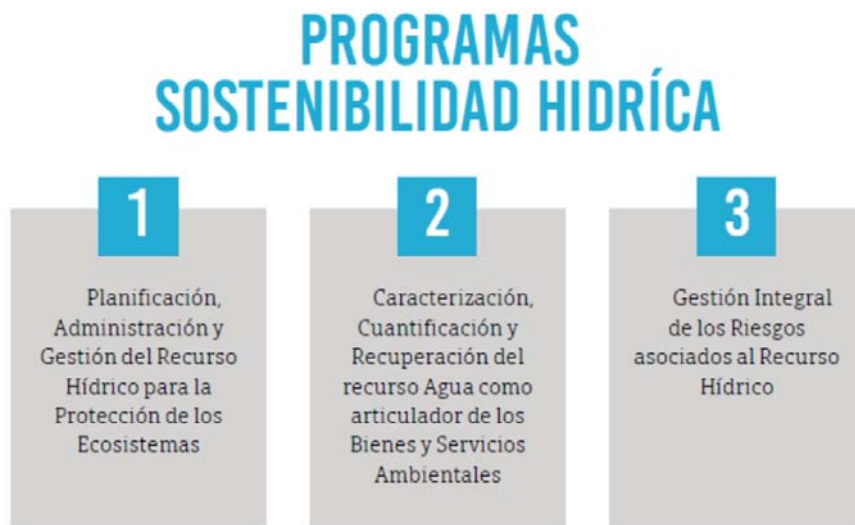 PROGRAMAS
SOSTENIBILIDAD HIDRÍCA
1
Planificación,
Administración y
Gestión del Recurso
Hídrico para la
Protección de los
Ecosistemas
2
Caracterización,
Cuantificación y
Recuperación del
recurso Agua como
articulador de los
Bienes y Servicios
Ambientales
3
Gestión Integral
de los Riesgos
asociados al Recurso
Hídrico